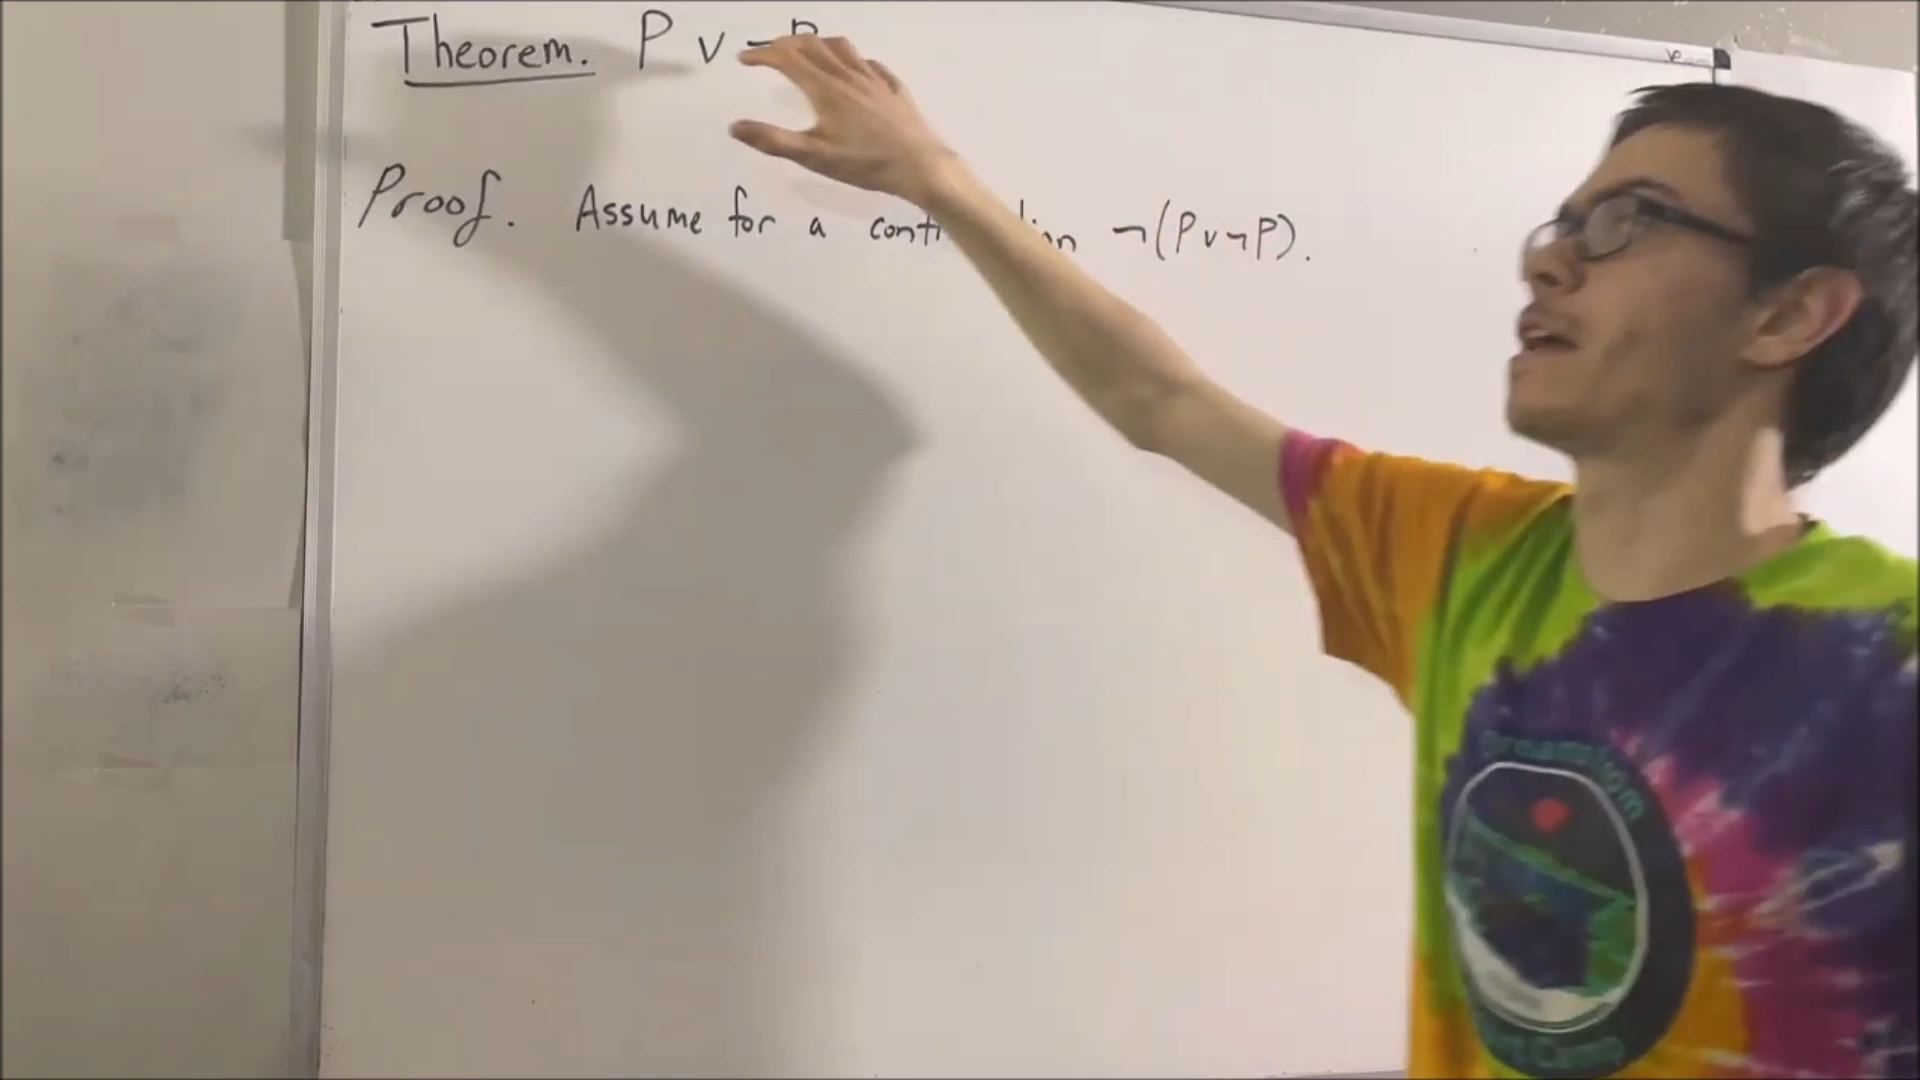 Theorem. P ∨ ¬P
Proof. Assume for a ¬(P∨¬P).